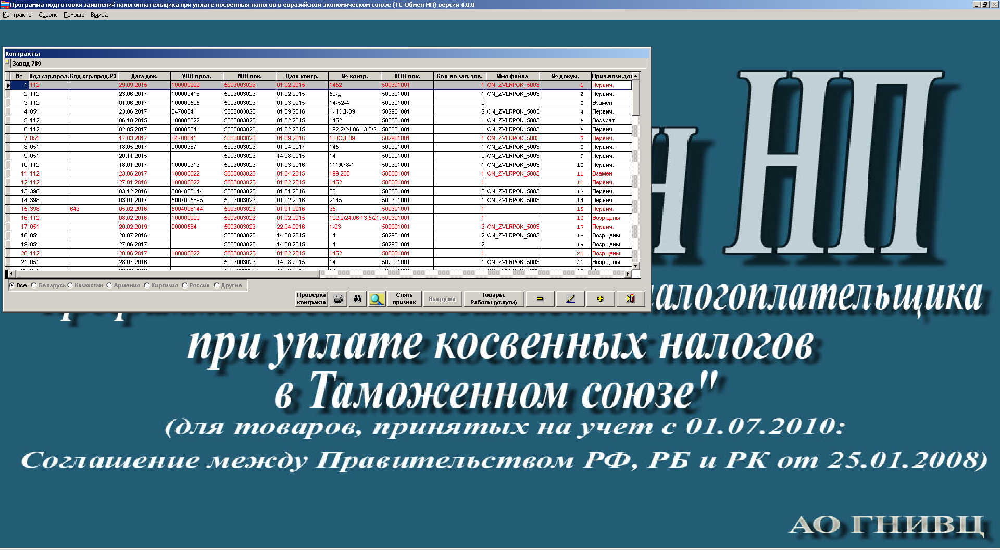 Программа подготовки заявлений налогоплательщика при уплате косвенных налогов в евразийском экономическом союзе (ТС-Обмен НП) версия 4.0.0
Контракты Сервис Помощь Выход
Контракты
Завод 789
№ Код стр.прод. Код стр.прод.РЗ Дата док. УНП прод. ИНН пок. Дата контр. № контр. КПП пок. Кол-во зап. тов. Имя файла № докум. Прич.возн.до
1 112 29.09.2015 100000022 5003003023 01.02.2015 1452 500301001 1 ON_ZVLRPOK_5003 1 Первич.
2 112 23.06.2017 100000418 5003003023 01.02.2015 52-д 500301001 1 ON_ZVLRPOK_5003 2 Первич.
3 112 01.06.2017 100000525 5003003023 01.03.2015 14-52-4 500301001 2 3 Взамен
4 051 23.06.2017 04700041 5003003023 01.09.2016 1-НОД-89 502901001 2 ON_ZVLRPOK_5003 4 Первич.
5 112 06.10.2015 100000022 5003003023 01.02.2015 1452 500301001 1 ON_ZVLRPOK_5003 5 Возврат
6 112 02.05.2017 100000341 5003003023 01.02.2015 192,2/24.06.13,5/21 500301001 1 ON_ZVLRPOK_5003 6 Первич.
7 051 17.03.2017 04700041 5003003023 01.09.2016 1-НОД-89 502901001 1 ON_ZVLRPOK_5003 7 Первич.
8 051 18.05.2017 00000387 5003003023 01.04.2017 145 502901001 1 ON_ZVLRPOK_5003 8 Первич.
9 051 20.11.2015 5003003023 14.08.2015 14 502901001 2 ON_ZVLRPOK_5003 9 Первич.
10 112 18.01.2017 100000313 5003003023 01.03.2016 111А78-1 500301001 1 ON_ZVLRPOK_5003 10 Первич.
11 112 23.06.2017 100000022 5003003023 01.04.2015 199,200 500301001 1 ON_ZVLRPOK_5003 11 Взамен
12 112 27.01.2016 100000022 5003003023 01.02.2015 1452 500301001 1 12 Первич.
13 398 03.12.2016 5004008144 5003003023 01.01.2016 35 500301001 3 ON_ZVLRPOK_5003 13 Первич.
14 398 03.01.2017 5007005695 5003003023 01.02.2016 2145 500301001 1 ON_ZVLRPOK_5003 14 Первич.
15 398 643 05.02.2016 5004008144 5003003023 01.01.2016 35 500301001 1 15 Первич.
16 112 08.02.2016 100000022 5003003023 01.02.2015 192,2/24.06.13,5/21 500301001 1 16 Возр.цены
17 051 20.02.2019 00000584 5003003023 22.04.2016 1-23 502901001 3 ON_ZVLRPOK_5003 17 Первич.
18 051 28.07.2016 5003003023 14.08.2015 14 502901001 2 ON_ZVLRPOK_5003 18 Возр.цены
19 051 27.06.2017 5003003023 14.08.2015 14 502901001 2 19 Возр.цены
20 112 28.06.2017 100000022 5003003023 01.02.2015 1452 500301001 1 20 Возр.цены
21 051 28.07.2016 5003003023 14.08.2015 14 502901001 1 ON_ZVLRPOK_5003 21 Возр.цены
Все Беларусь Казахстан Армения Киргизия Россия Другие
Проверка контракта Снять признак Выгрузка Товары. Работы (услуги)
НП
налогоплательщика
при уплате косвенных налогов
в Таможенном союзе"
(для товаров, принятых на учет с 01.07.2010:
Соглашение между Правительством РФ, РБ и РК от 25.01.2008)
АО ГНИВЦ